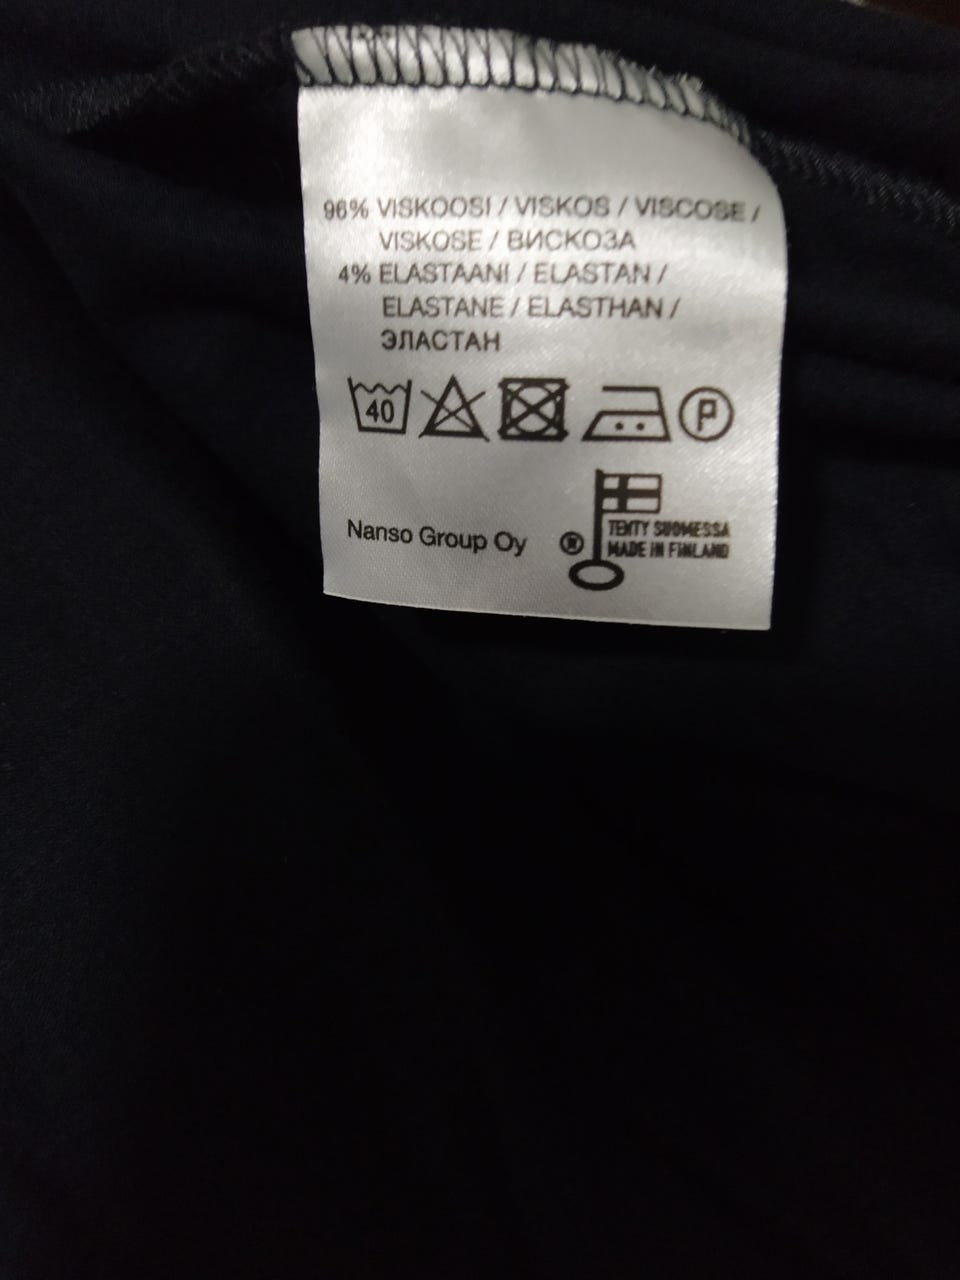 96% VISKOOSI / VISKOS / VISCOSE /
VISKOSE / ВИСКОЗА
4% ELASTAANI / ELASTAN /
ELASTANE / ELASTHAN /
ЭЛАСТАН
40
P
Nanso Group Oy
®
TEHTY SUOMESSA
MADE IN FINLAND